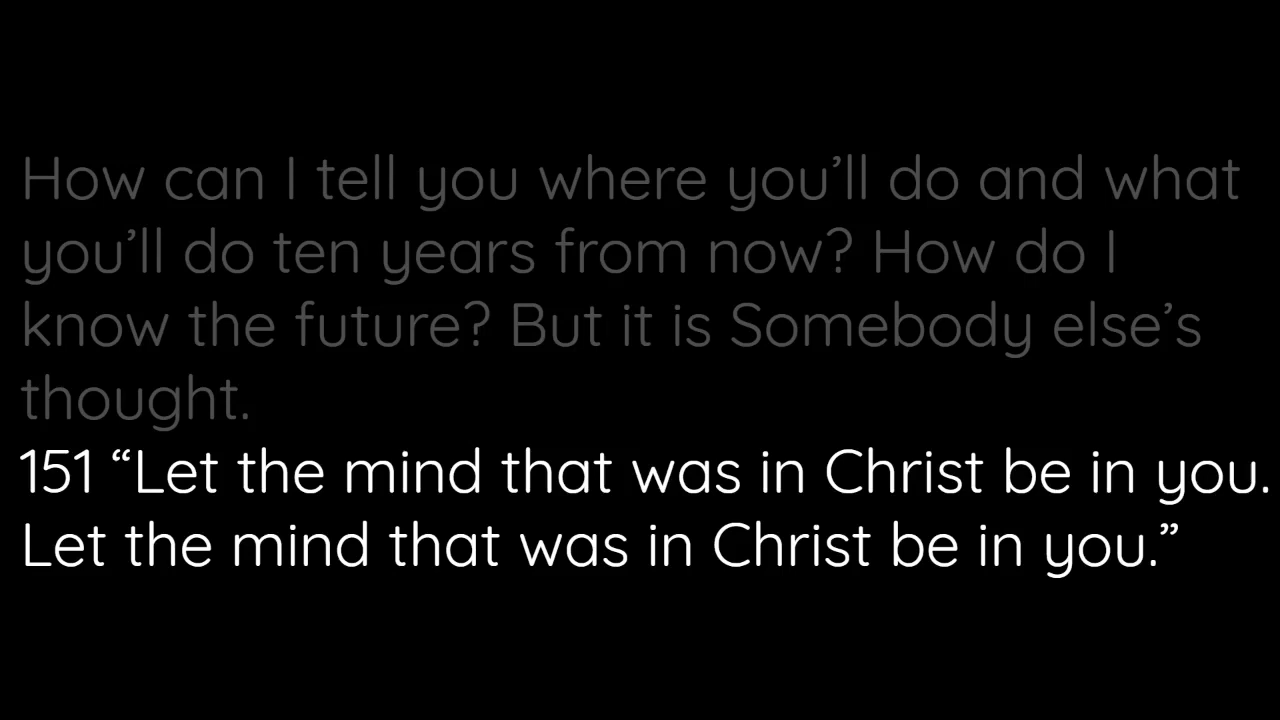 How can I tell you where you’ll do and what
you’ll do ten years from now? How do I
know the future? But it is Somebody else’s
thought.
151 “Let the mind that was in Christ be in you.
Let the mind that was in Christ be in you.”